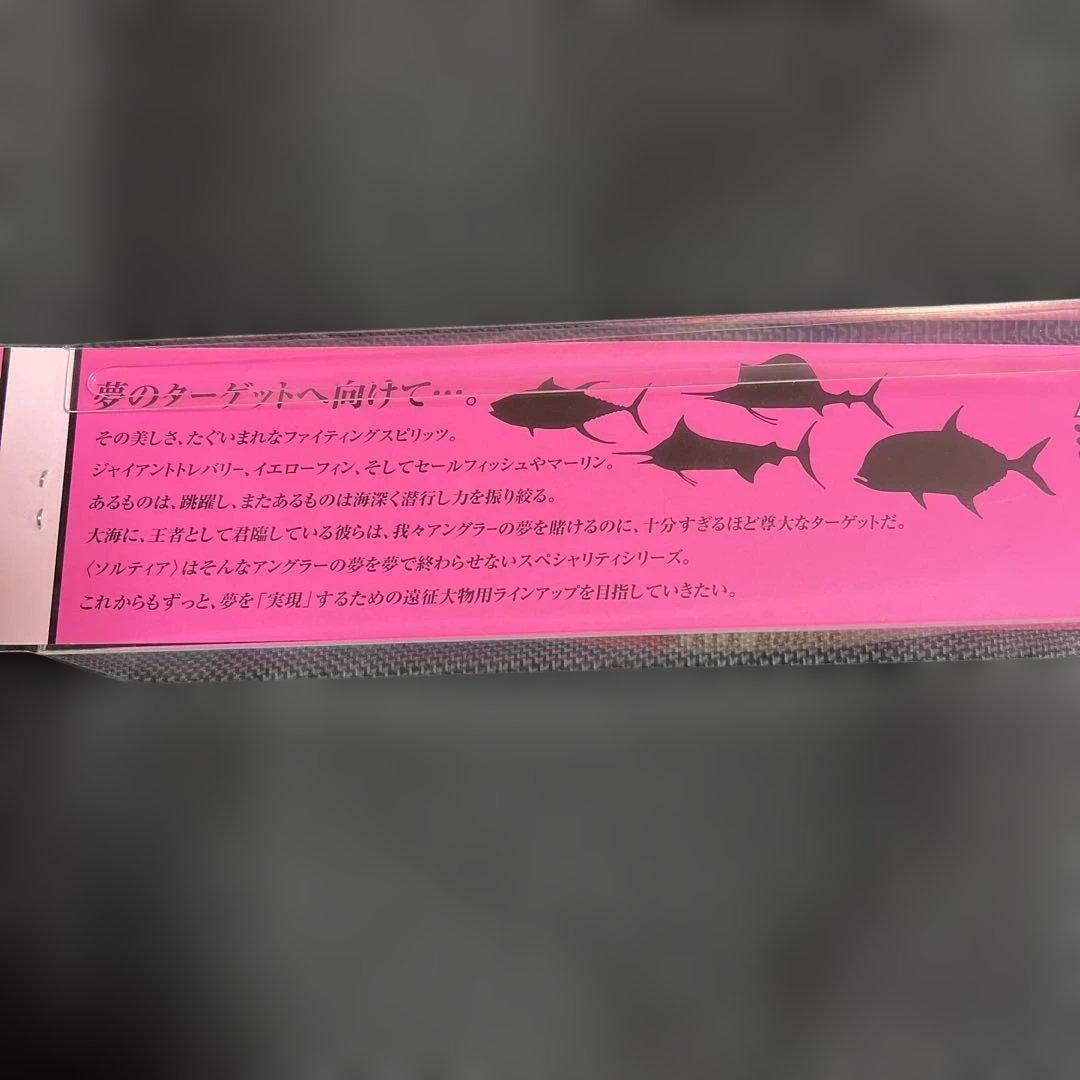 夢のターゲットへ向けて…。
その美しさ、たぐいまれなファイティングスピリッツ。
ジャイアントトレバリー、イエローフィン、そしてセールフィッシュやマーリン。
あるものは、跳躍し、またあるものは海深く潜行し力を振り絞る。
大海に、王者として君臨している彼らは、我々アングラーの夢を賭けるのに、十分すぎるほど尊大なターゲットだ。
〈ソルティア〉はそんなアングラーの夢を夢で終わらせないスペシャリティシリーズ。
これからもずっと、夢を「実現」するための遠征大物用ラインアップを目指していきたい。